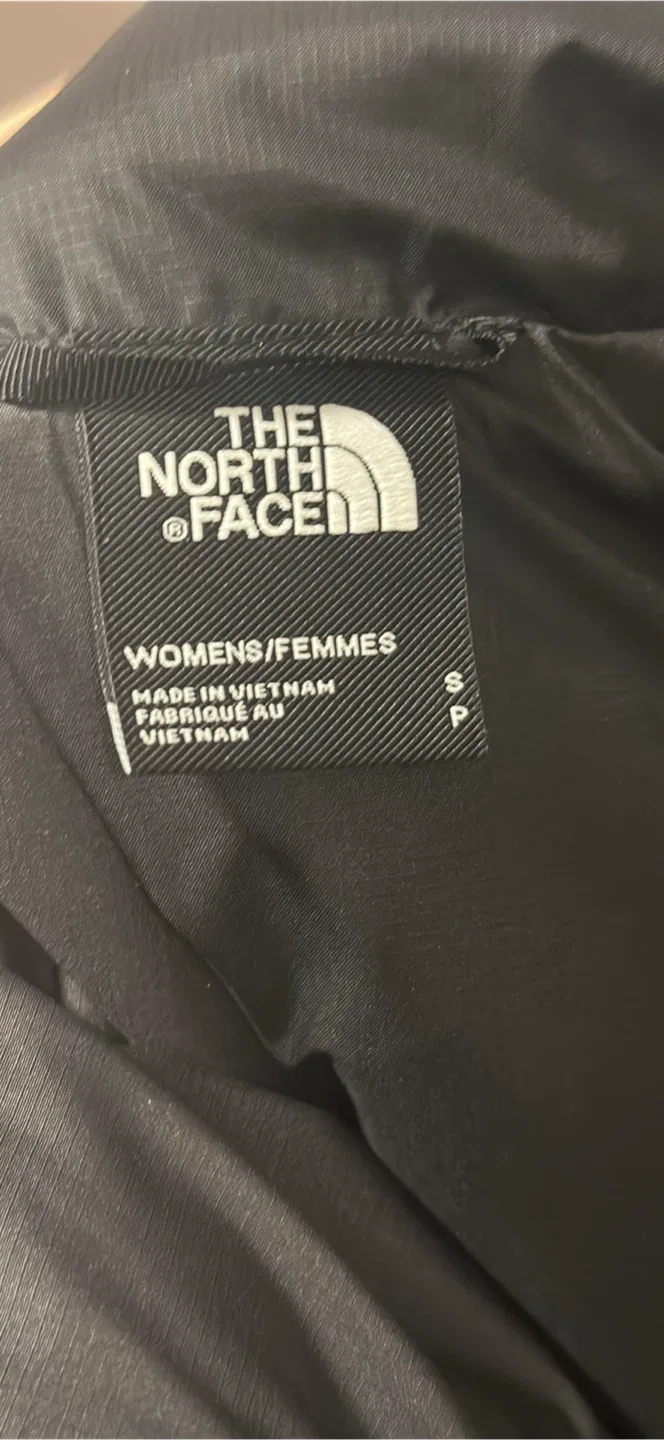 THE
NORTH
®FACE
WOMENS/FEMMES
MADE IN VIETNAM S
FABRIQUÉ AU P
VIETNAM